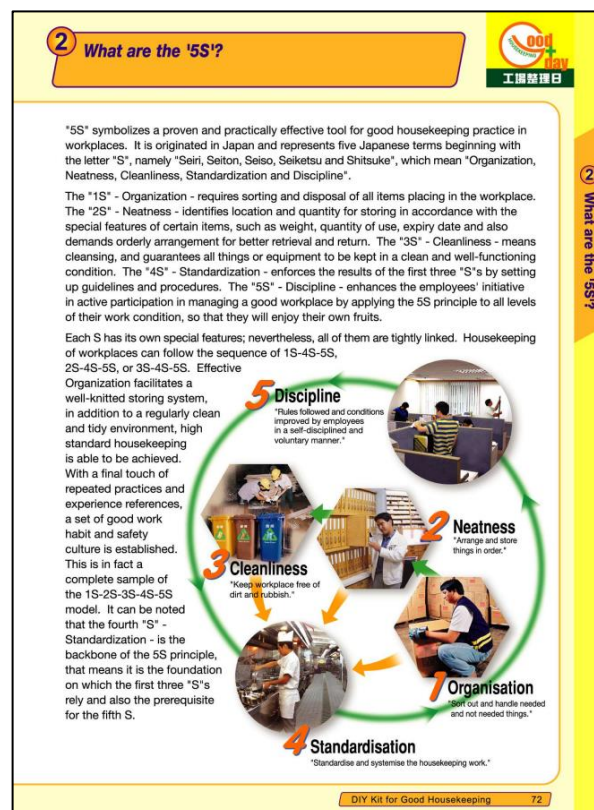 2
What are the '5S'?
Good
HOUSEKEEPING
day
工場整理日
"5S" symbolizes a proven and practically effective tool for good housekeeping practice in
workplaces. It is originated in Japan and represents five Japanese terms beginning with
the letter "S", namely "Seiri, Seiton, Seiso, Seiketsu and Shitsuke", which mean "Organization,
Neatness, Cleanliness, Standardization and Discipline".
The "1S" - Organization - requires sorting and disposal of all items placing in the workplace.
The "2S" - Neatness - identifies location and quantity for storing in accordance with the
special features of certain items, such as weight, quantity of use, expiry date and also
demands orderly arrangement for better retrieval and return. The "3S" - Cleanliness - means
cleansing, and guarantees all things or equipment to be kept in a clean and well-functioning
condition. The "4S" - Standardization - enforces the results of the first three "S"s by setting
up guidelines and procedures. The "5S" - Discipline - enhances the employees' initiative
in active participation in managing a good workplace by applying the 5S principle to all levels
of their work condition, so that they will enjoy their own fruits.
Each S has its own special features; nevertheless, all of them are tightly linked. Housekeeping
of workplaces can follow the sequence of 1S-4S-5S,
2S-4S-5S, or 3S-4S-5S. Effective
Organization facilitates a
well-knitted storing system,
in addition to a regularly clean
and tidy environment, high
standard housekeeping
is able to be achieved.
With a final touch of
repeated practices and
experience references,
a set of good work
habit and safety
culture is established.
This is in fact a
complete sample of
the 1S-2S-3S-4S-5S
model. It can be noted
that the fourth "S" -
Standardization - is the
backbone of the 5S principle,
that means it is the foundation
on which the first three "S"s
rely and also the prerequisite
for the fifth S.
5 Discipline
"Rules followed and conditions
improved by employees
in a self-disciplined and
voluntary manner."
2 Neatness
"Arrange and store
things in order."
3 Cleanliness
"Keep workplace free of
dirt and rubbish."
1 Organisation
"Sort out and handle needed
and not needed things."
4 Standardisation
"Standardise and systemise the housekeeping work."
2 What are the '5S'?
DIY Kit for Good Housekeeping 72